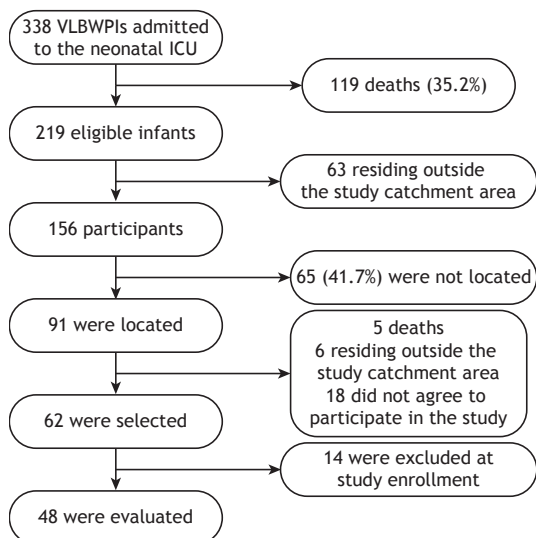 338 VLBWPIs admitted
to the neonatal ICU
119 deaths (35.2%)
219 eligible infants
63 residing outside
the study catchment area
156 participants
65 (41.7%) were not located
91 were located
5 deaths
6 residing outside the
study catchment area
18 did not agree to
participate in the study
62 were selected
14 were excluded at
study enrollment
48 were evaluated